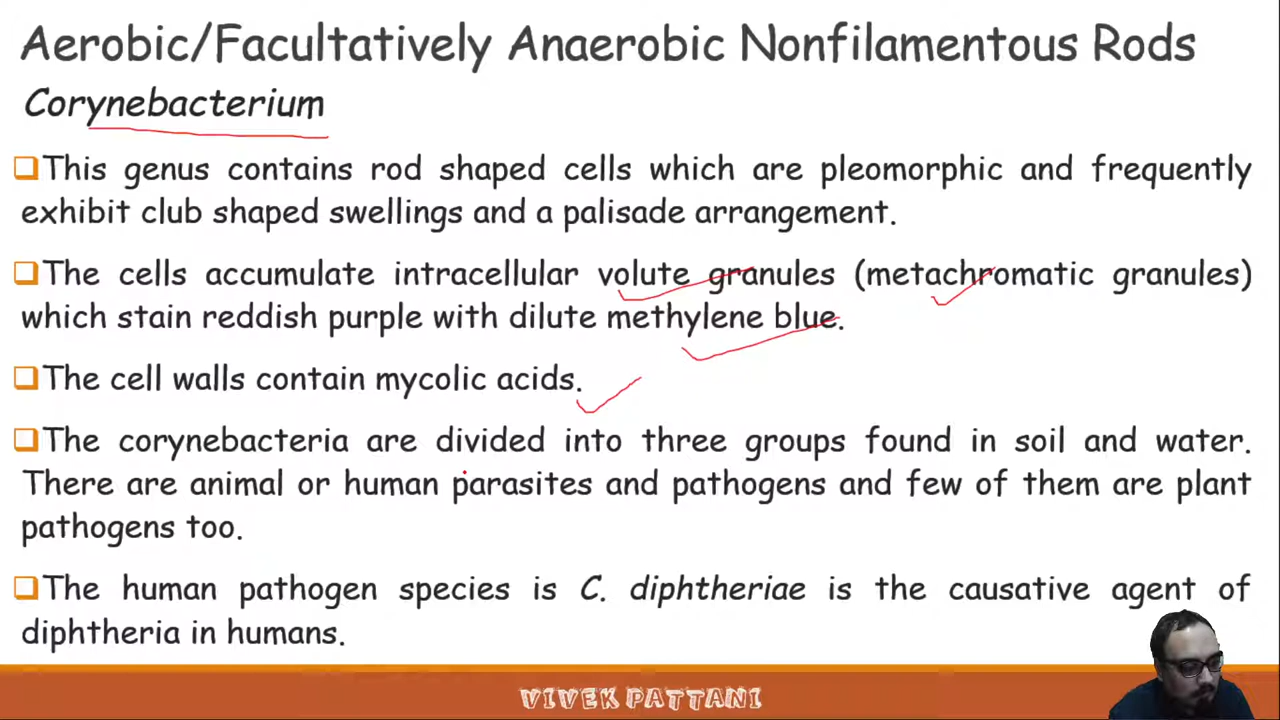 Aerobic/Facultatively Anaerobic Nonfilamentous Rods
Corynebacterium
❑This genus contains rod shaped cells which are pleomorphic and frequently
exhibit club shaped swellings and a palisade arrangement.
❑The cells accumulate intracellular volute granules (metachromatic granules)
which stain reddish purple with dilute methylene blue.
❑The cell walls contain mycolic acids.
❑The corynebacteria are divided into three groups found in soil and water.
There are animal or human parasites and pathogens and few of them are plant
pathogens too.
❑The human pathogen species is C. diphtheriae is the causative agent of
diphtheria in humans.
VIVEK PATTANI